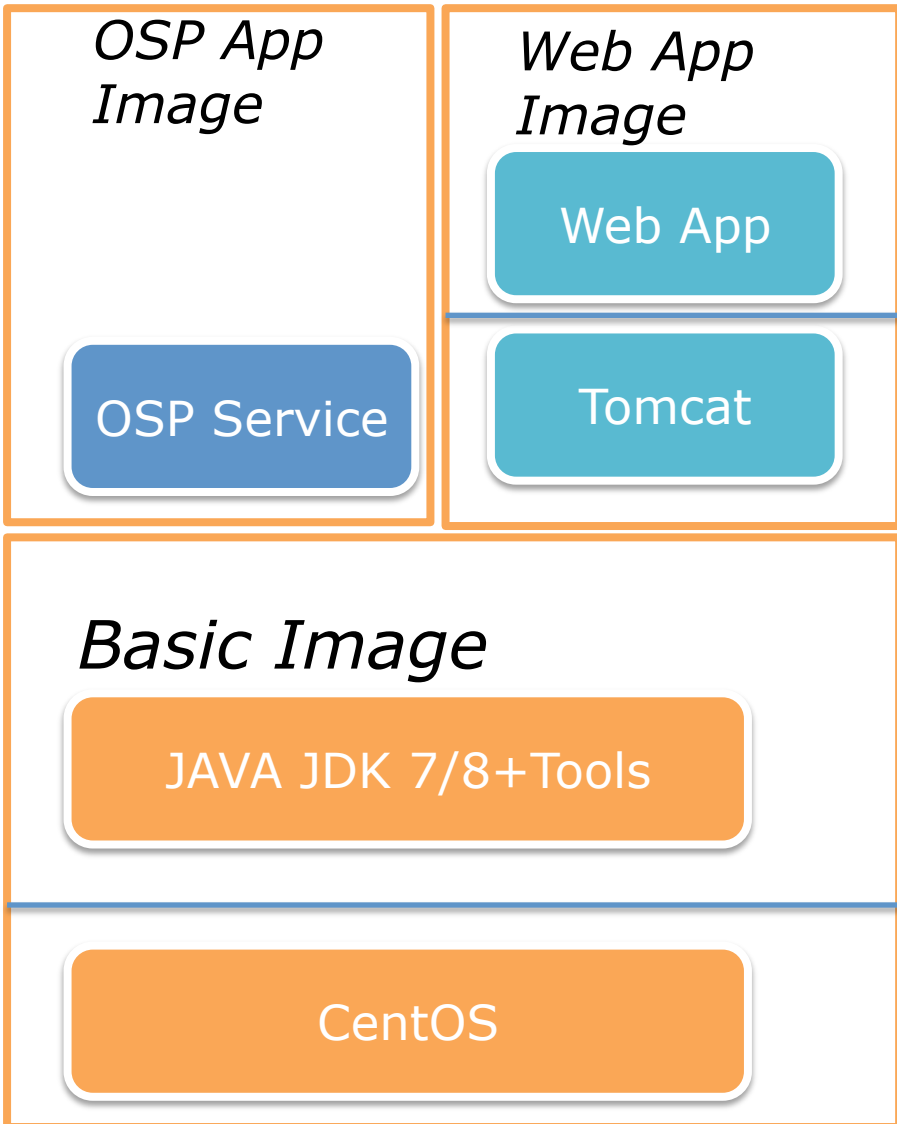 OSP App
Image
Web App
Image
Web App
OSP Service
Tomcat
Basic Image
JAVA JDK 7/8+Tools
CentOS